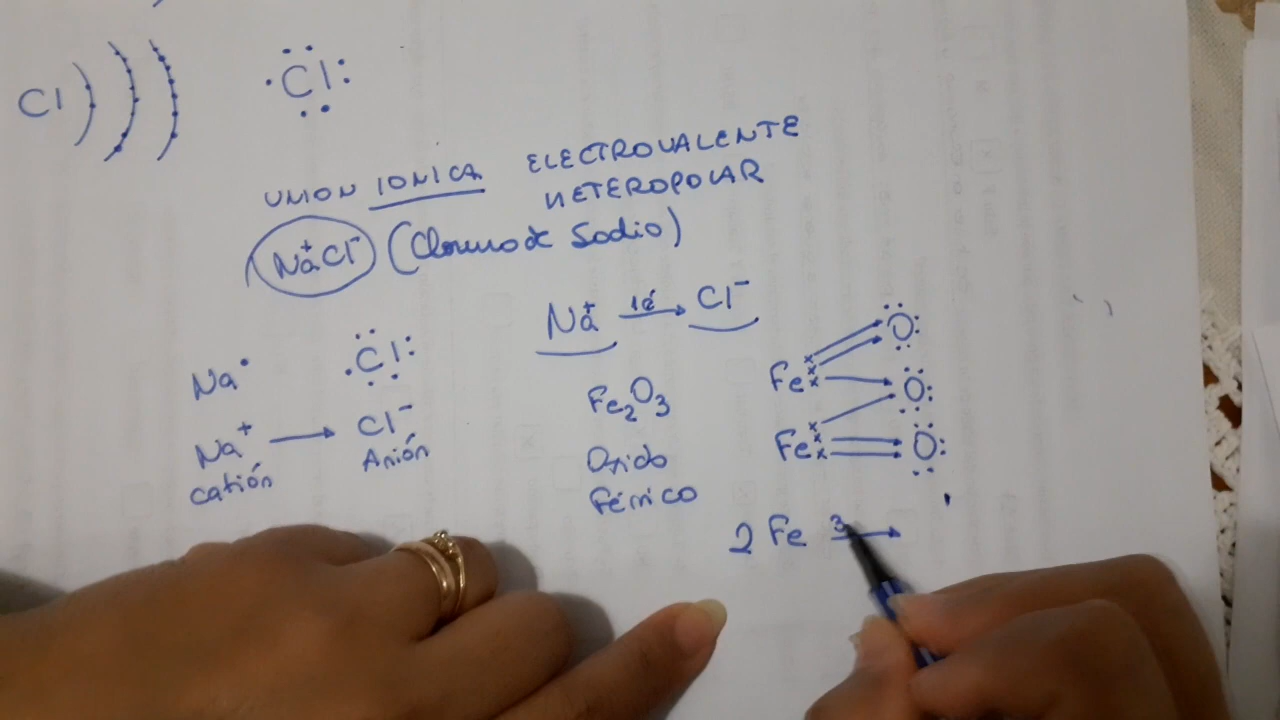 Cl
Cl
UNION IONICA ELECTROVALENTE
HETEROPOLAR
Na+Cl- (Cloruro de Sodio)
Na+ 1é Cl-
Na Cl
Na+ Cl-
catión Anión
Fe2O3
Oxido
Férrico
Fe O
O
Fe O
2 Fe 3